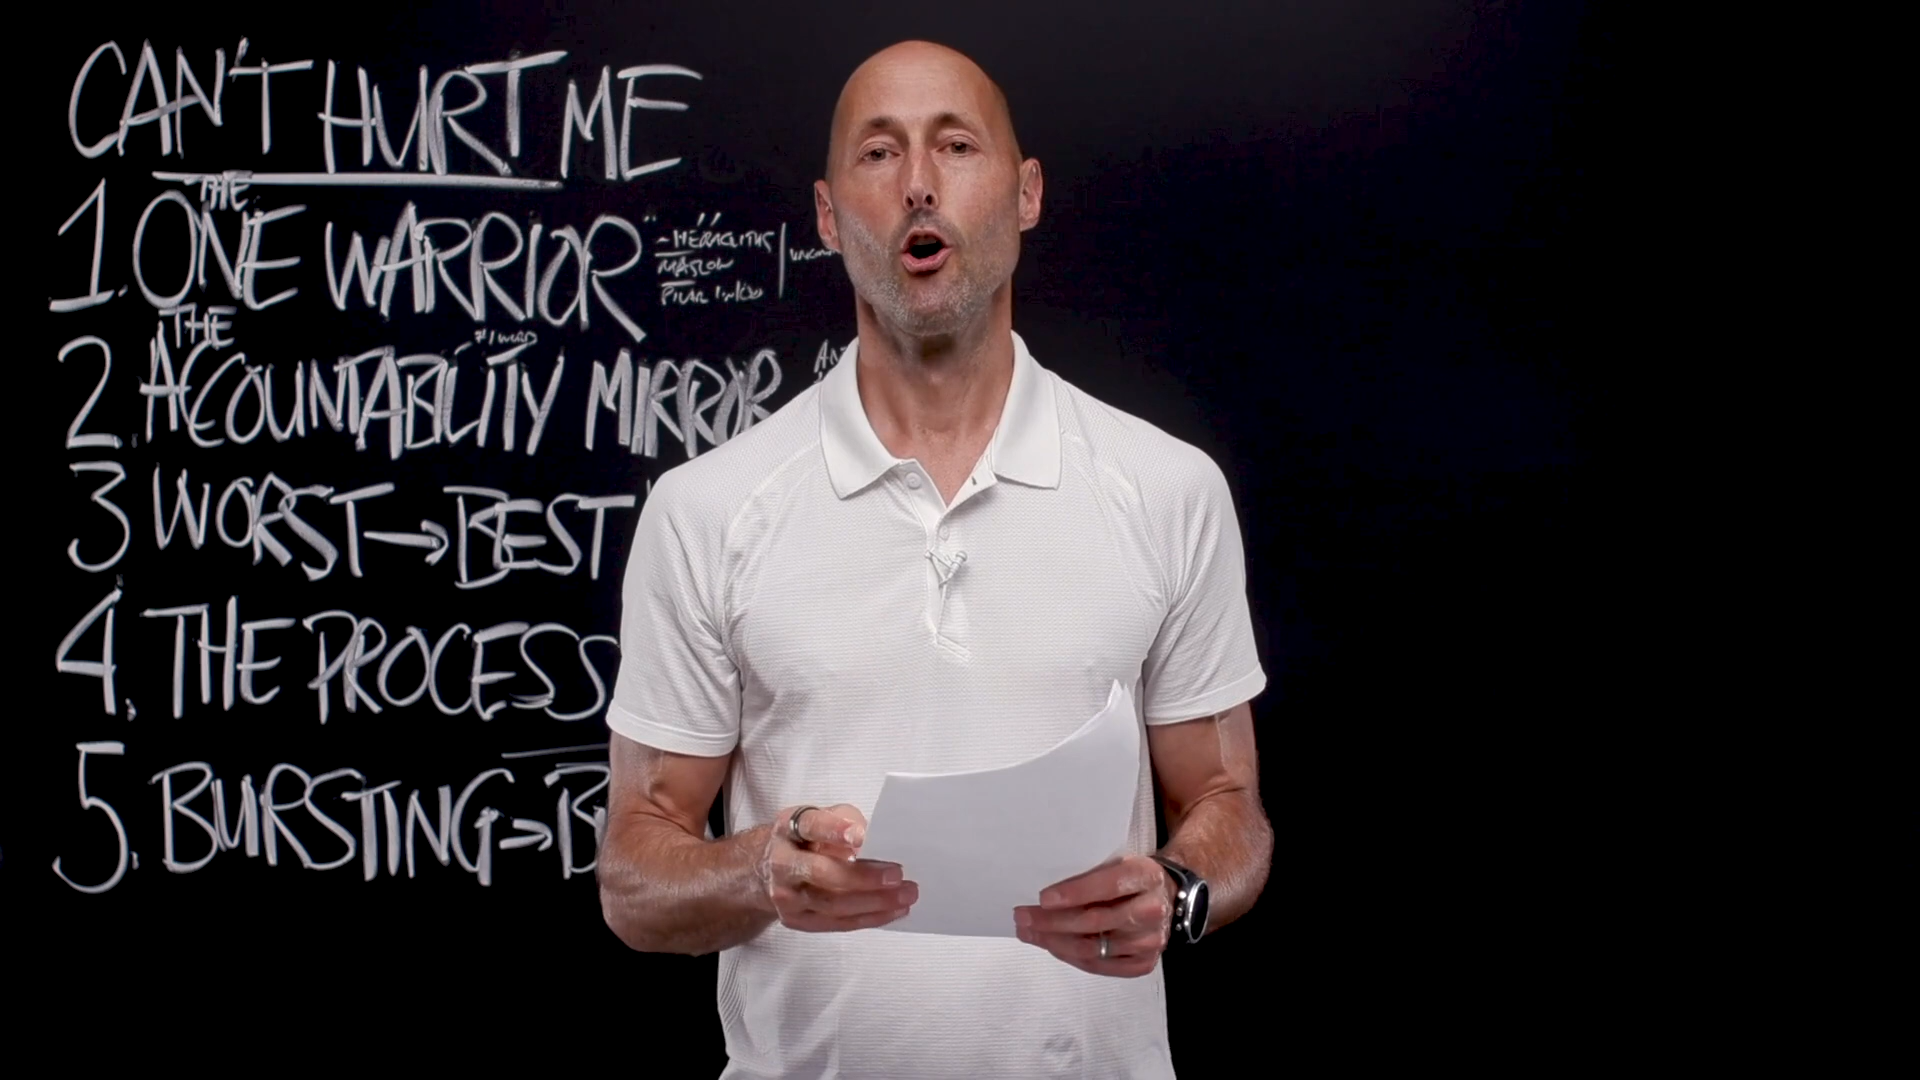 CAN'T HURT ME
1. THE ONE WARRIOR" - HERACLITUS
MASLOW
2. THE ACCOUNTABILITY MIRROR
3 WORST → BEST
4. THE PROCESS
5. BURSTING → B